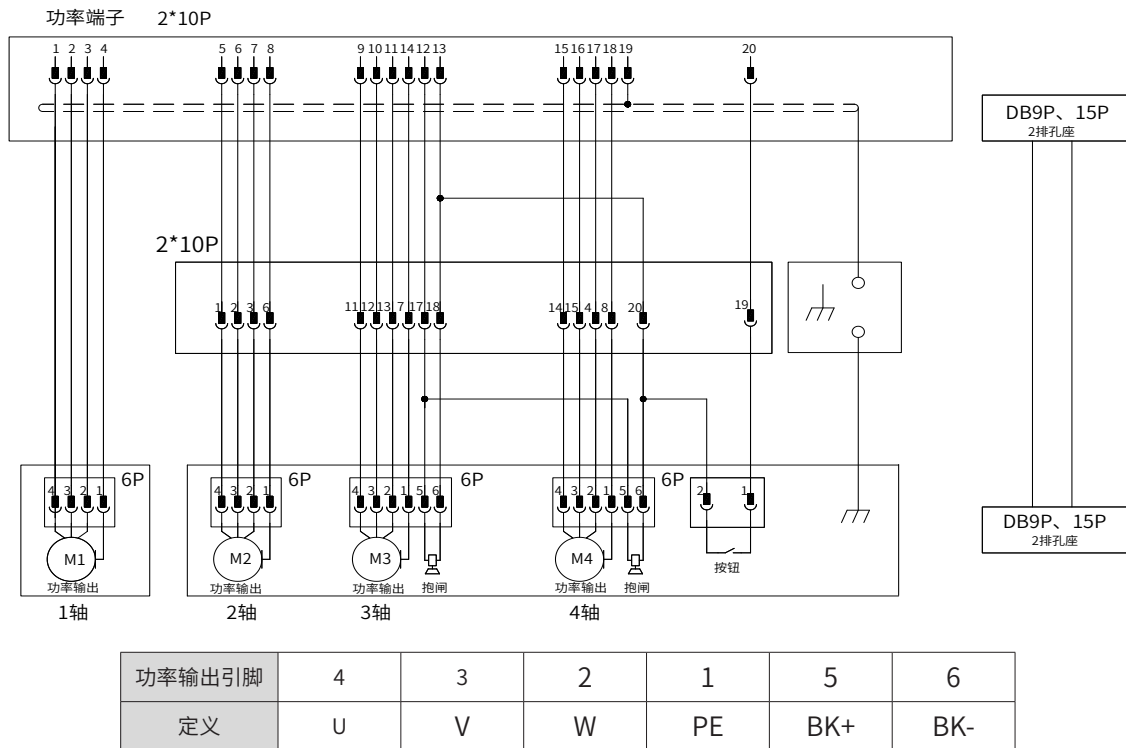 功率端子 2*10P
1 2 3 4 5 6 7 8 9 10 11 14 12 13 15 16 17 18 19 20
DB9P、15P
2排孔座
2*10P
1 2 3 6 11 12 13 7 17 18 14 15 4 8 20 19
6P 6P 6P 6P
4 3 2 1 4 3 2 1 4 3 2 1 5 6 4 3 2 1 5 6 2 1
DB9P、15P
2排孔座
M1 M2 M3 M4
按钮
功率输出 功率输出 功率输出 抱闸 功率输出 抱闸
1轴 2轴 3轴 4轴
功率输出引脚 4 3 2 1 5 6
定义 U V W PE BK+ BK-